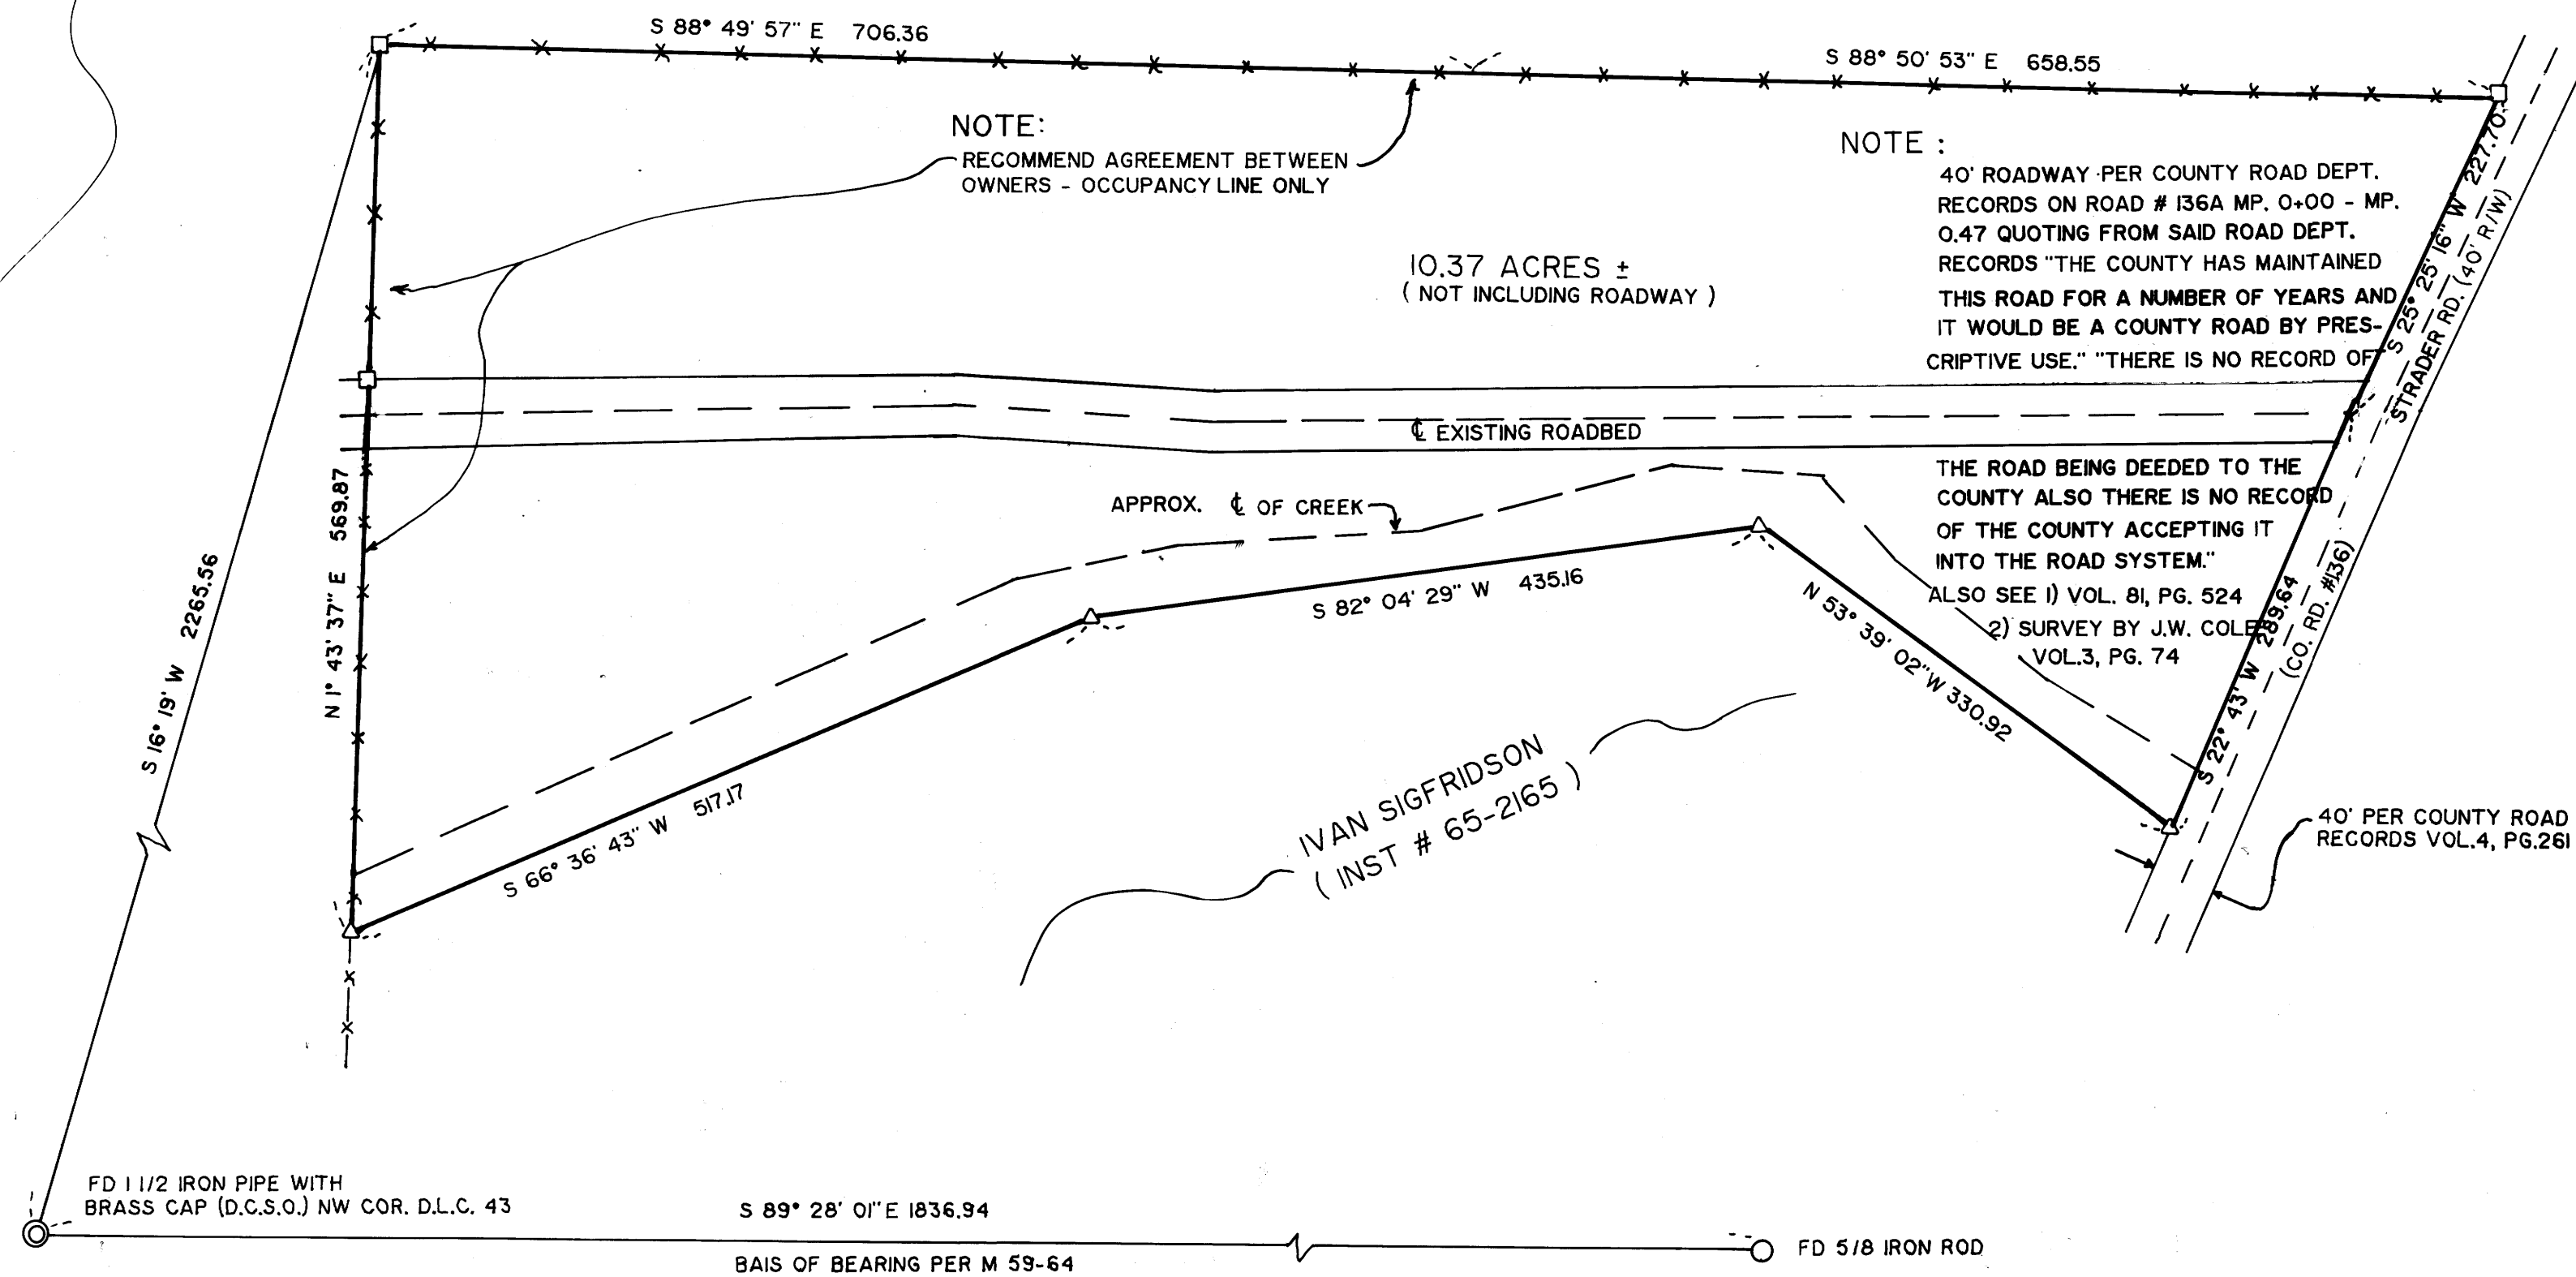 S 88° 49' 57" E 706.36
S 88° 50' 53" E 658.55
NOTE:
RECOMMEND AGREEMENT BETWEEN
OWNERS - OCCUPANCY LINE ONLY
NOTE :
40' ROADWAY PER COUNTY ROAD DEPT.
RECORDS ON ROAD # 136A MP. 0+00 - MP.
0.47 QUOTING FROM SAID ROAD DEPT.
RECORDS "THE COUNTY HAS MAINTAINED
THIS ROAD FOR A NUMBER OF YEARS AND
IT WOULD BE A COUNTY ROAD BY PRES-
CRIPTIVE USE." "THERE IS NO RECORD OF
THE ROAD BEING DEEDED TO THE
COUNTY ALSO THERE IS NO RECORD
OF THE COUNTY ACCEPTING IT
INTO THE ROAD SYSTEM."
ALSO SEE 1) VOL. 81, PG. 524
2) SURVEY BY J.W. COLE
VOL.3, PG. 74
S 25° 25' 16" W 227.70
STRADER RD. (40' R/W)
10.37 ACRES ±
( NOT INCLUDING ROADWAY )
℄ EXISTING ROADBED
APPROX. ℄ OF CREEK
N 1° 43' 37" E 569.87
S 16° 19' W 2265.56
S 82° 04' 29" W 435.16
N 53° 39' 02" W 330.92
S 22° 43' W 289.64
(CO. RD. #136)
S 66° 36' 43" W 517.17
IVAN SIGFRIDSON
( INST # 65-2165 )
40' PER COUNTY ROAD
RECORDS VOL.4, PG.261
FD 1 1/2 IRON PIPE WITH
BRASS CAP (D.C.S.O.) NW COR. D.L.C. 43
S 89° 28' 01" E 1836.94
BAIS OF BEARING PER M 59-64
FD 5/8 IRON ROD